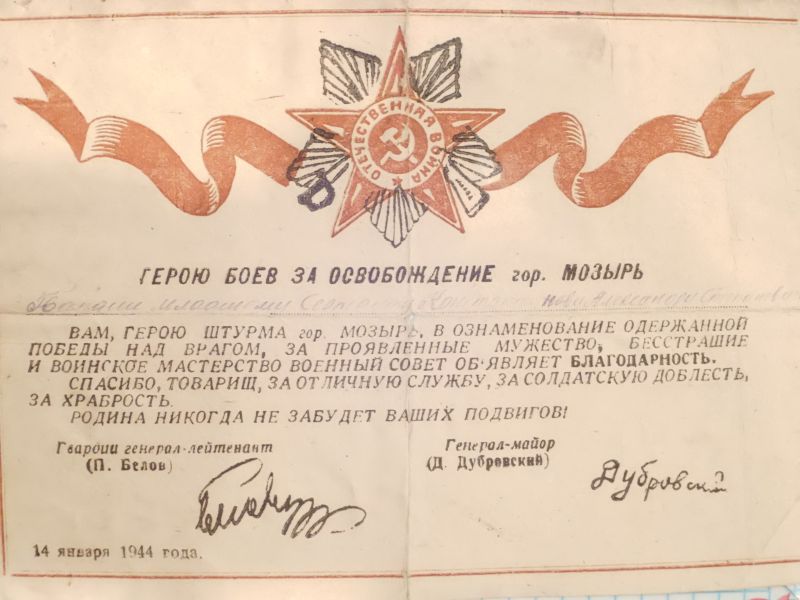 ОТЕЧЕСТВЕННАЯ ВОЙНА
ГЕРОЮ БОЕВ ЗА ОСВОБОЖДЕНИЕ гор. МОЗЫРЬ
младшему Сержанту
ВАМ, ГЕРОЮ ШТУРМА гор. МОЗЫРЬ, В ОЗНАМЕНОВАНИЕ ОДЕРЖАННОЙ
ПОБЕДЫ НАД ВРАГОМ, ЗА ПРОЯВЛЕННЫЕ МУЖЕСТВО, БЕССТРАШИЕ
И ВОИНСКОЕ МАСТЕРСТВО ВОЕННЫЙ СОВЕТ ОБ'ЯВЛЯЕТ БЛАГОДАРНОСТЬ.
СПАСИБО, ТОВАРИЩ, ЗА ОТЛИЧНУЮ СЛУЖБУ, ЗА СОЛДАТСКУЮ ДОБЛЕСТЬ,
ЗА ХРАБРОСТЬ.
РОДИНА НИКОГДА НЕ ЗАБУДЕТ ВАШИХ ПОДВИГОВ!
Гвардии генерал-лейтенант
(П. Белов)
Генерал-майор
(Д. Дубровский)
Дубровский
14 января 1944 года.